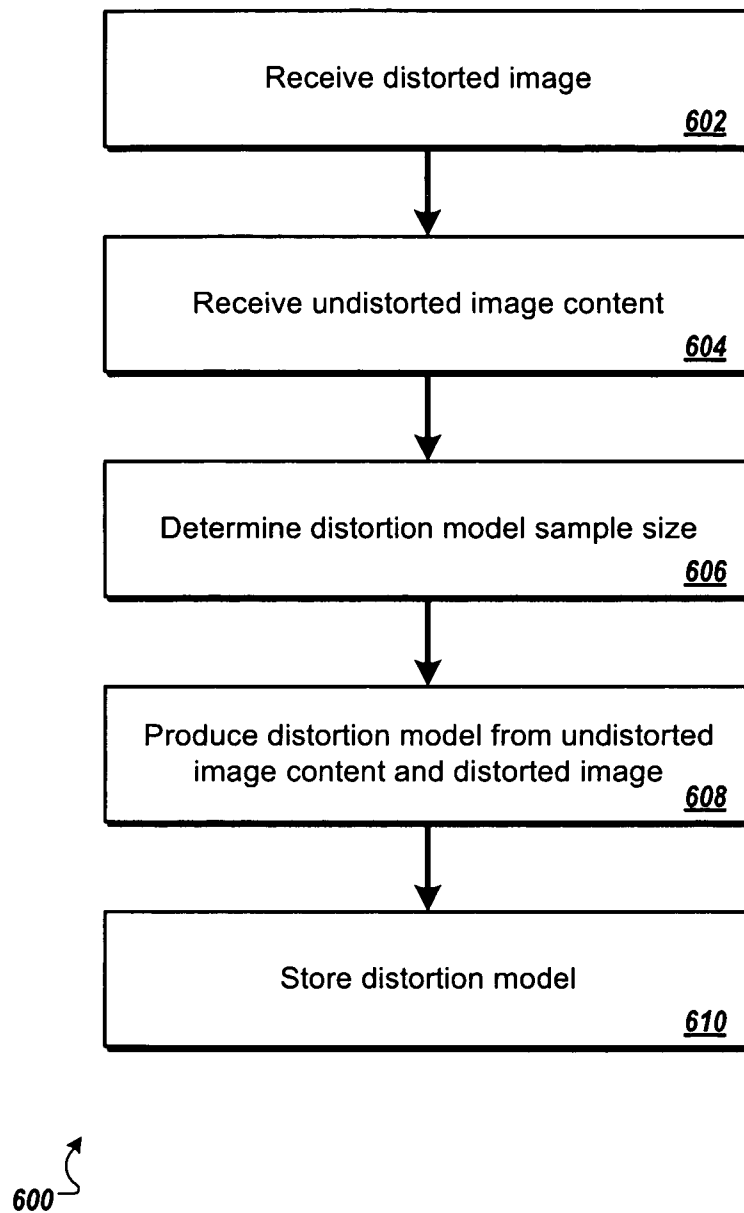 Receive distorted image
602
Receive undistorted image content
604
Determine distortion model sample size
606
Produce distortion model from undistorted
image content and distorted image
608
Store distortion model
610
600